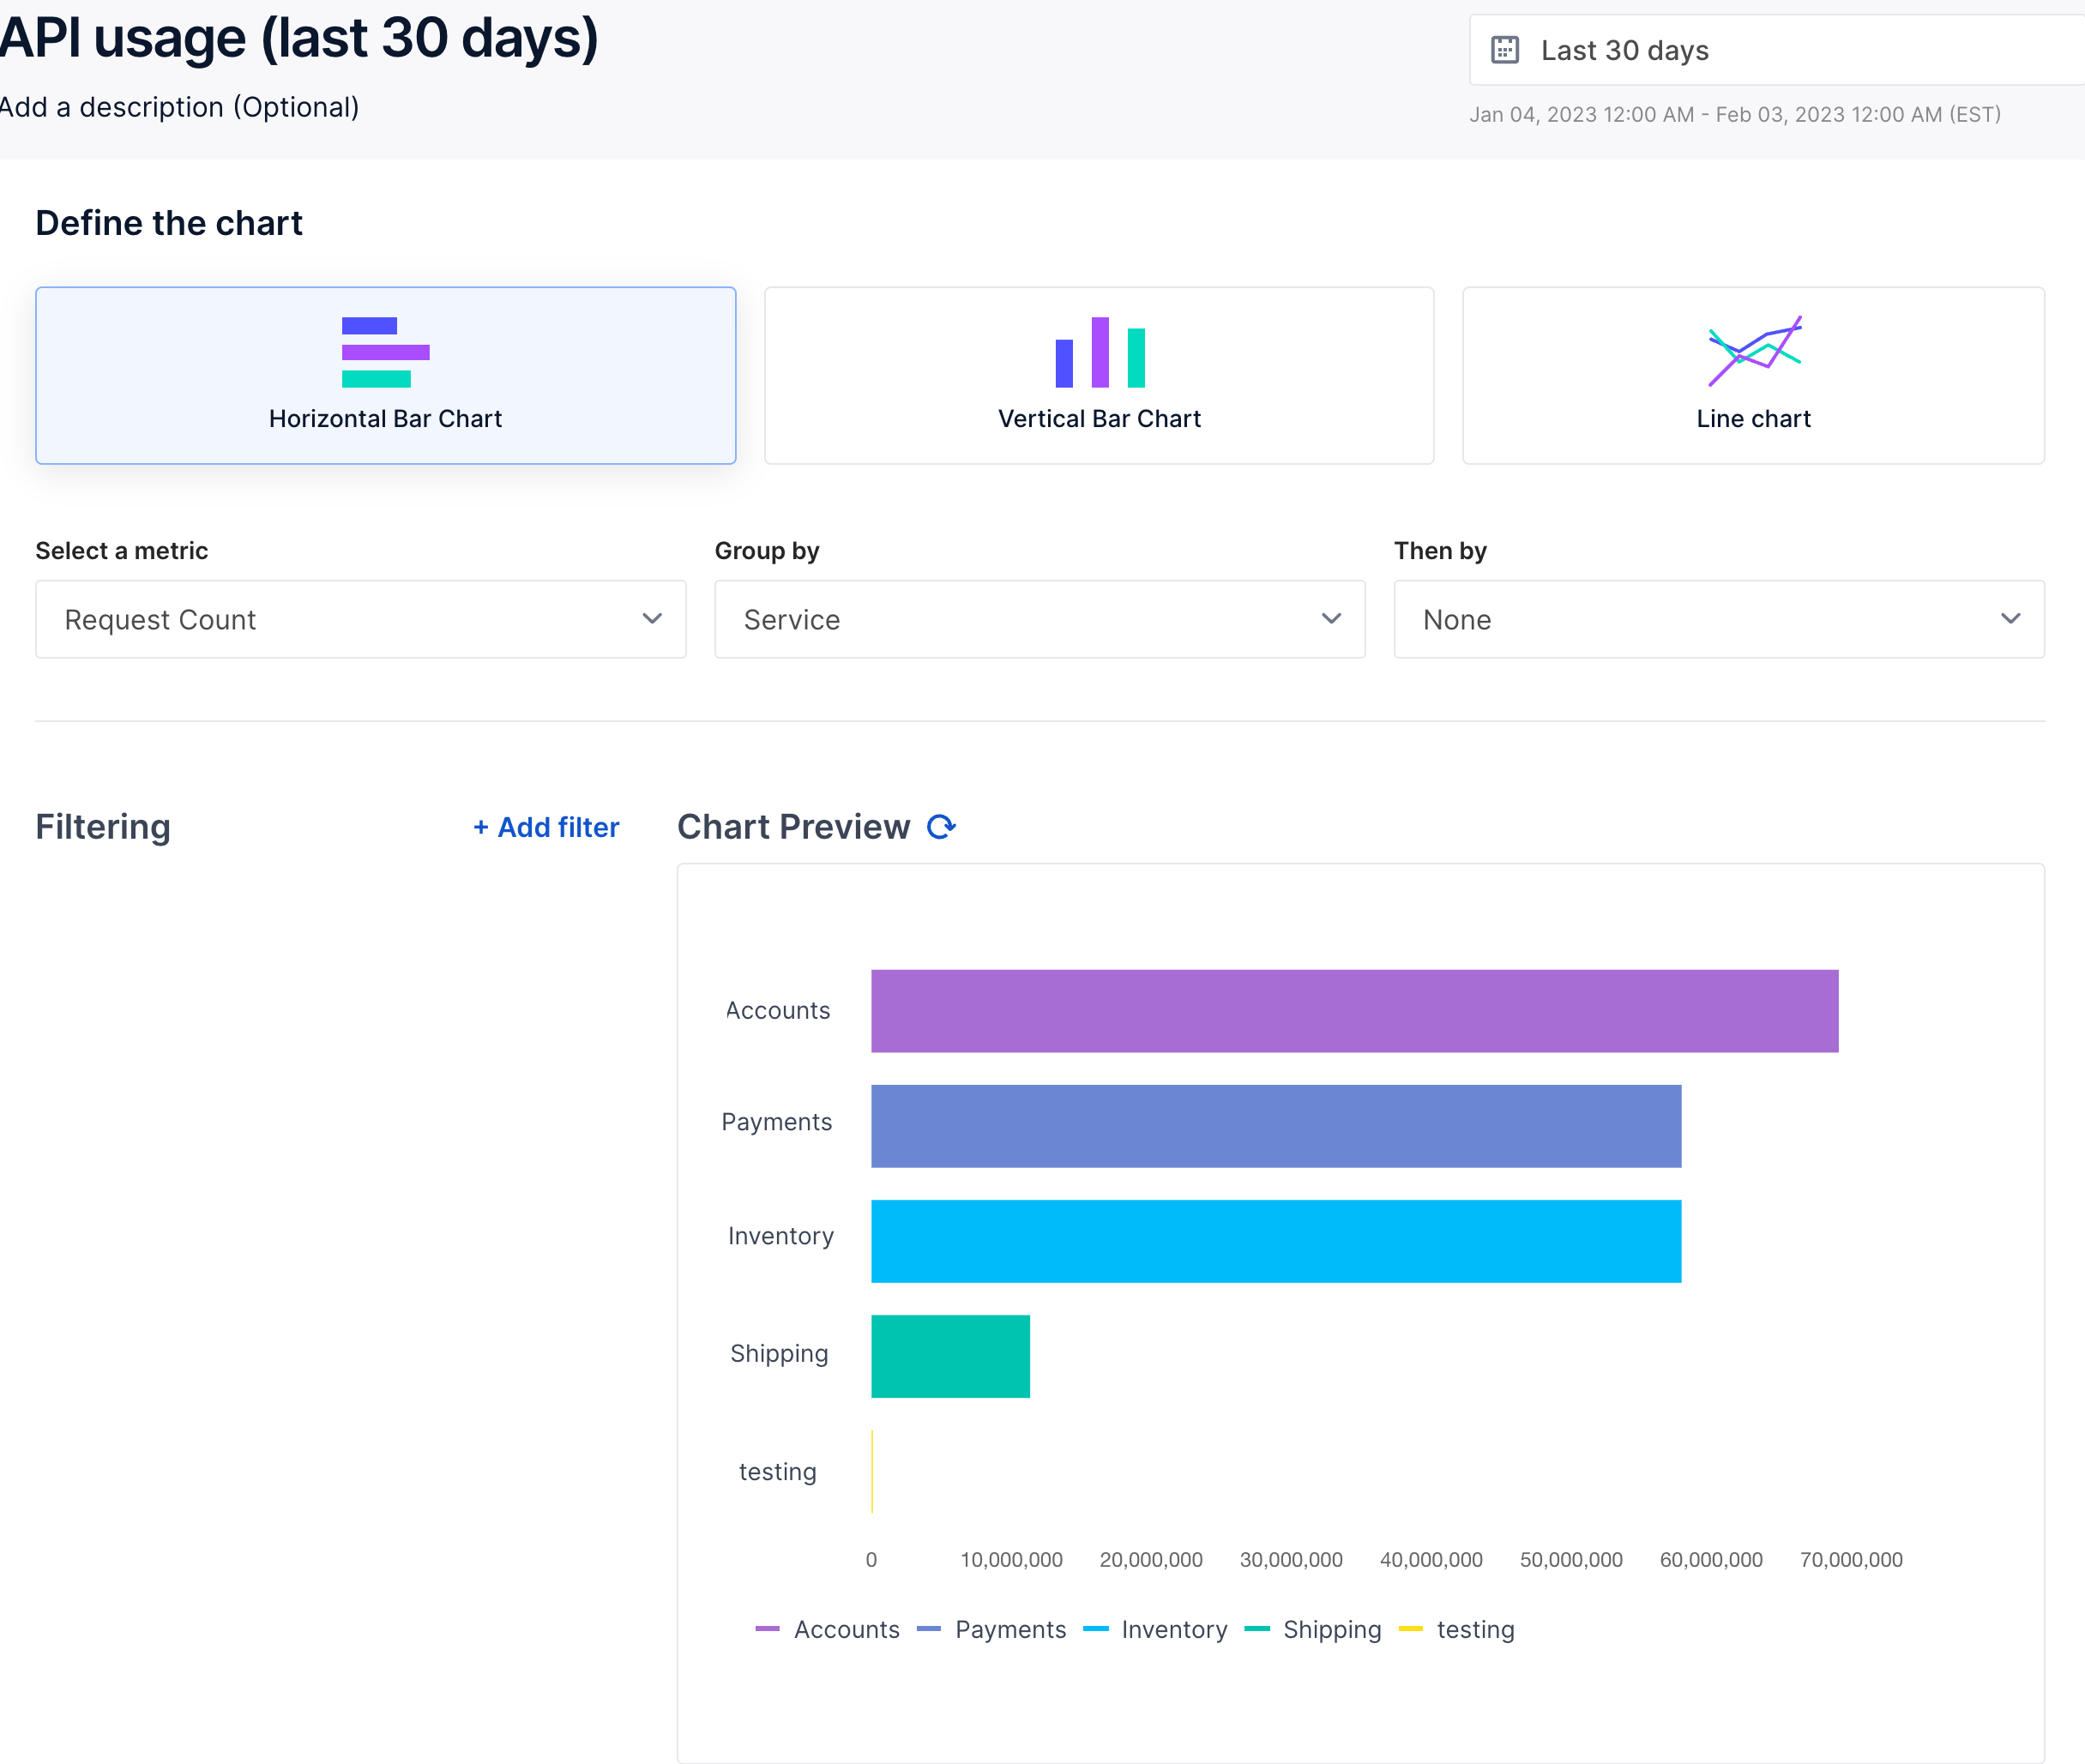 API usage (last 30 days)
Add a description (Optional)
Last 30 days
Jan 04, 2023 12:00 AM - Feb 03, 2023 12:00 AM (EST)
Define the chart
Horizontal Bar Chart
Vertical Bar Chart
Line chart
Select a metric
Group by
Then by
Request Count
Service
None
Filtering
+ Add filter
Chart Preview
Accounts
Payments
Inventory
Shipping
testing
0 10,000,000 20,000,000 30,000,000 40,000,000 50,000,000 60,000,000 70,000,000
Accounts Payments Inventory Shipping testing